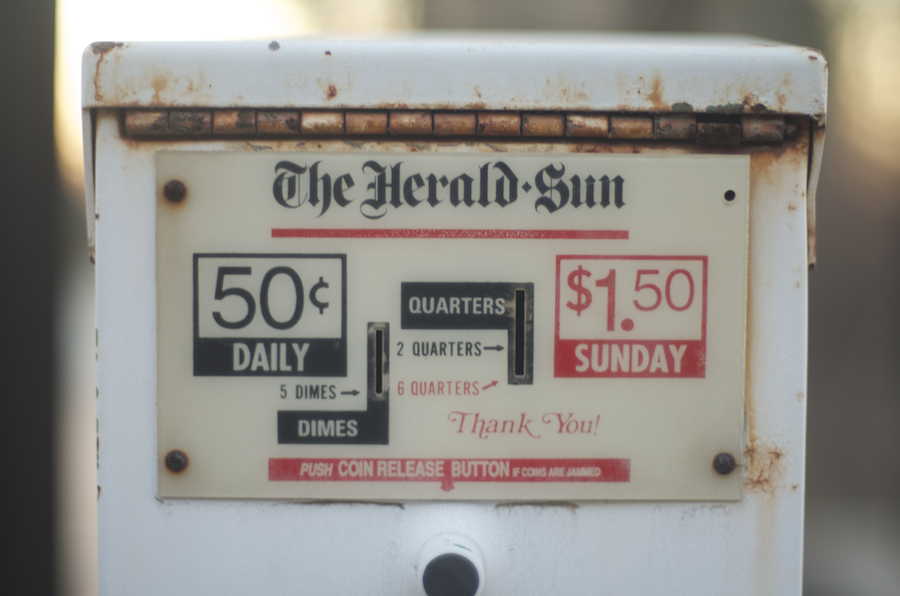 The Herald·Sun
50¢
DAILY
QUARTERS
2 QUARTERS→
5 DIMES→
6 QUARTERS→
DIMES
$1.50
SUNDAY
Thank You!
PUSH COIN RELEASE BUTTON IF COINS ARE JAMMED